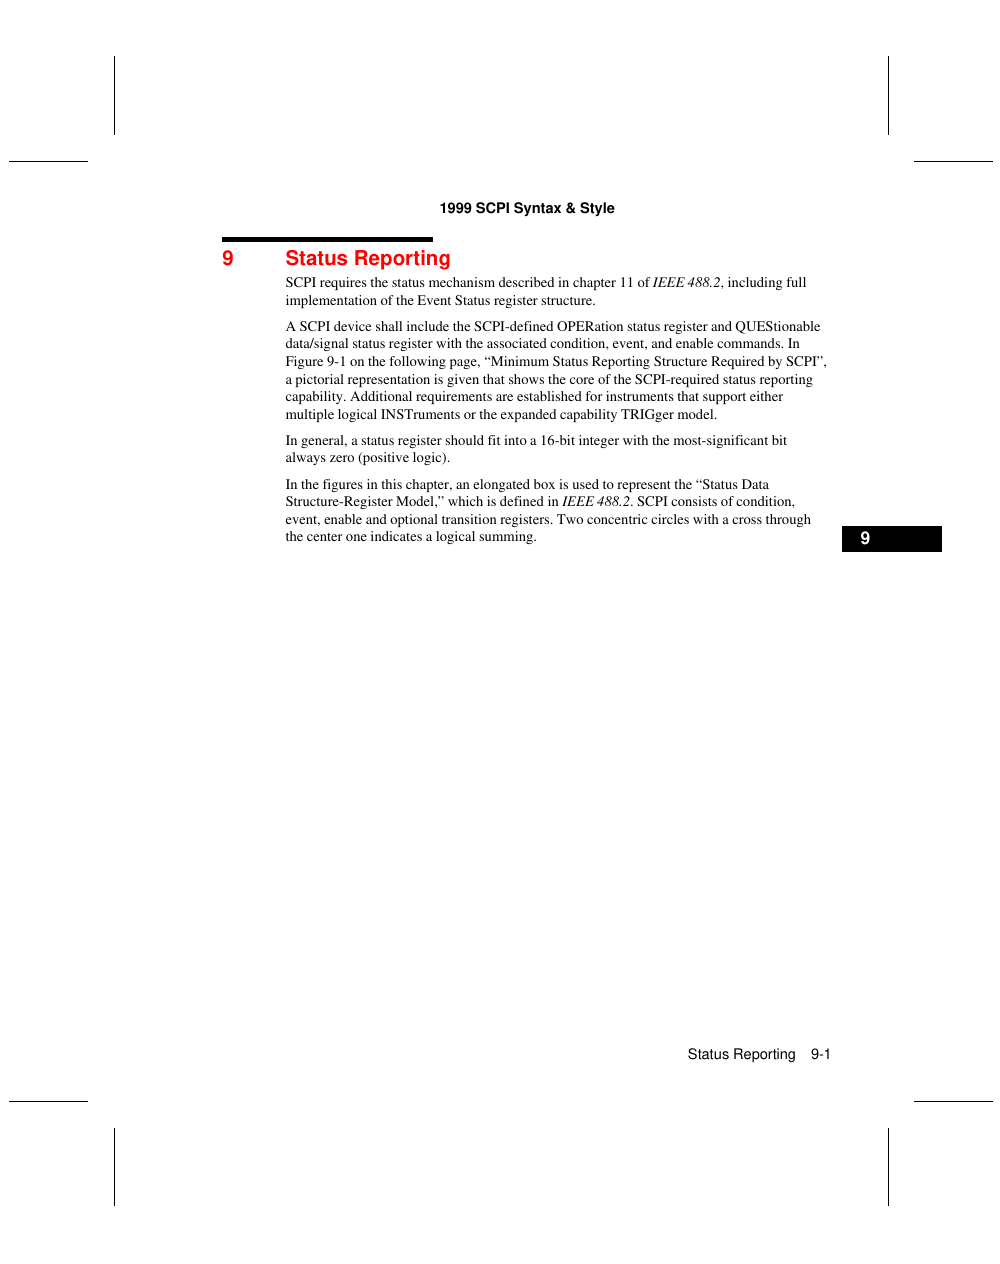 1999 SCPI Syntax & Style
9 Status Reporting
SCPI requires the status mechanism described in chapter 11 of IEEE 488.2, including full
implementation of the Event Status register structure.
A SCPI device shall include the SCPI-defined OPERation status register and QUEStionable
data/signal status register with the associated condition, event, and enable commands. In
Figure 9-1 on the following page, “Minimum Status Reporting Structure Required by SCPI”,
a pictorial representation is given that shows the core of the SCPI-required status reporting
capability. Additional requirements are established for instruments that support either
multiple logical INSTruments or the expanded capability TRIGger model.
In general, a status register should fit into a 16-bit integer with the most-significant bit
always zero (positive logic).
In the figures in this chapter, an elongated box is used to represent the “Status Data
Structure-Register Model,” which is defined in IEEE 488.2. SCPI consists of condition,
event, enable and optional transition registers. Two concentric circles with a cross through
the center one indicates a logical summing.
9
Status Reporting 9-1